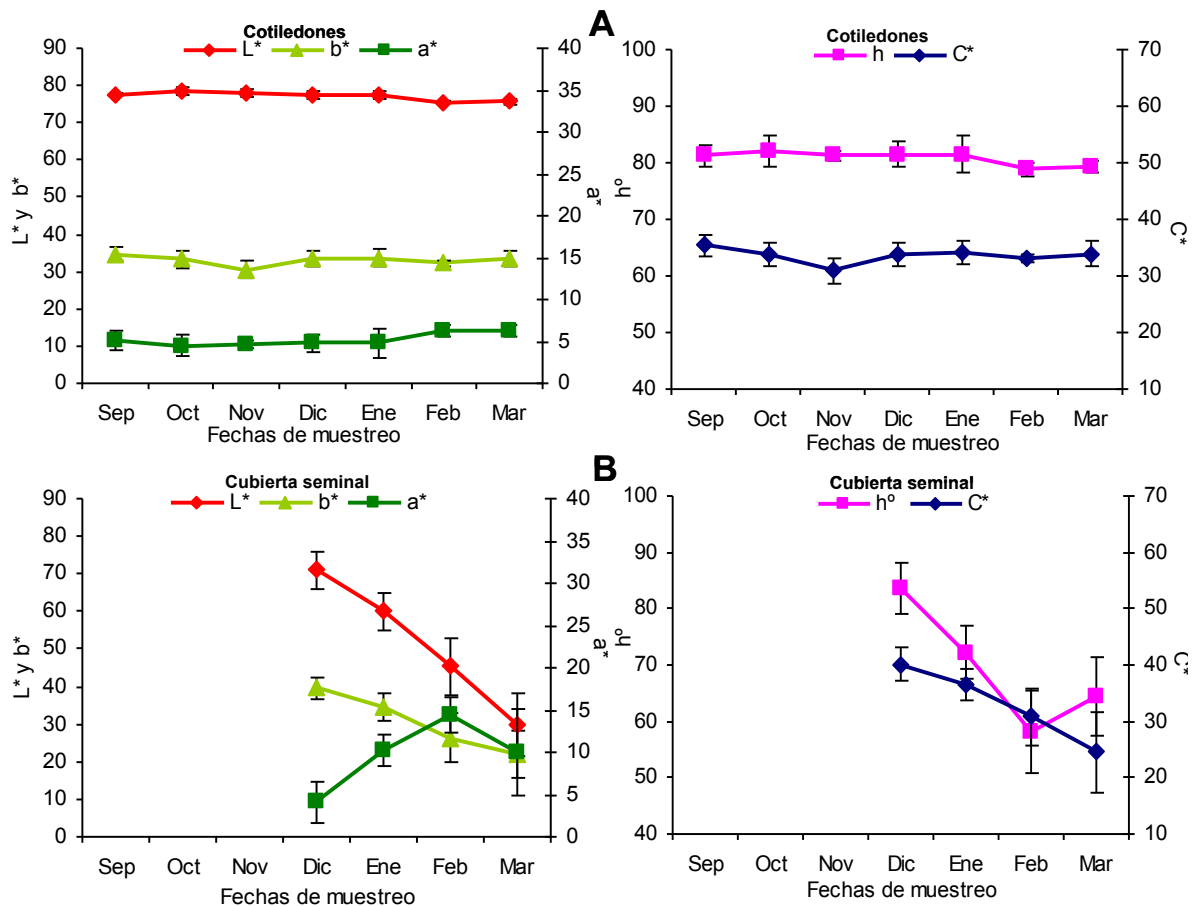 A
Cotiledones
L* b* a*
90
80
70
60
50
40
30
20
10
0
L* y b*
40
35
30
25
20
15
10
5
0
a*
Sep Oct Nov Dic Ene Feb Mar
Fechas de muestreo
Cotiledones
h C*
100
90
80
70
60
50
40
hº
70
60
50
40
30
20
10
C*
Sep Oct Nov Dic Ene Feb Mar
Fechas de muestreo
B
Cubierta seminal
L* b* a*
90
80
70
60
50
40
30
20
10
0
L* y b*
40
35
30
25
20
15
10
5
0
a*
Sep Oct Nov Dic Ene Feb Mar
Fechas de muestreo
Cubierta seminal
hº C*
100
90
80
70
60
50
40
hº
70
60
50
40
30
20
10
C*
Sep Oct Nov Dic Ene Feb Mar
Fechas de muestreo